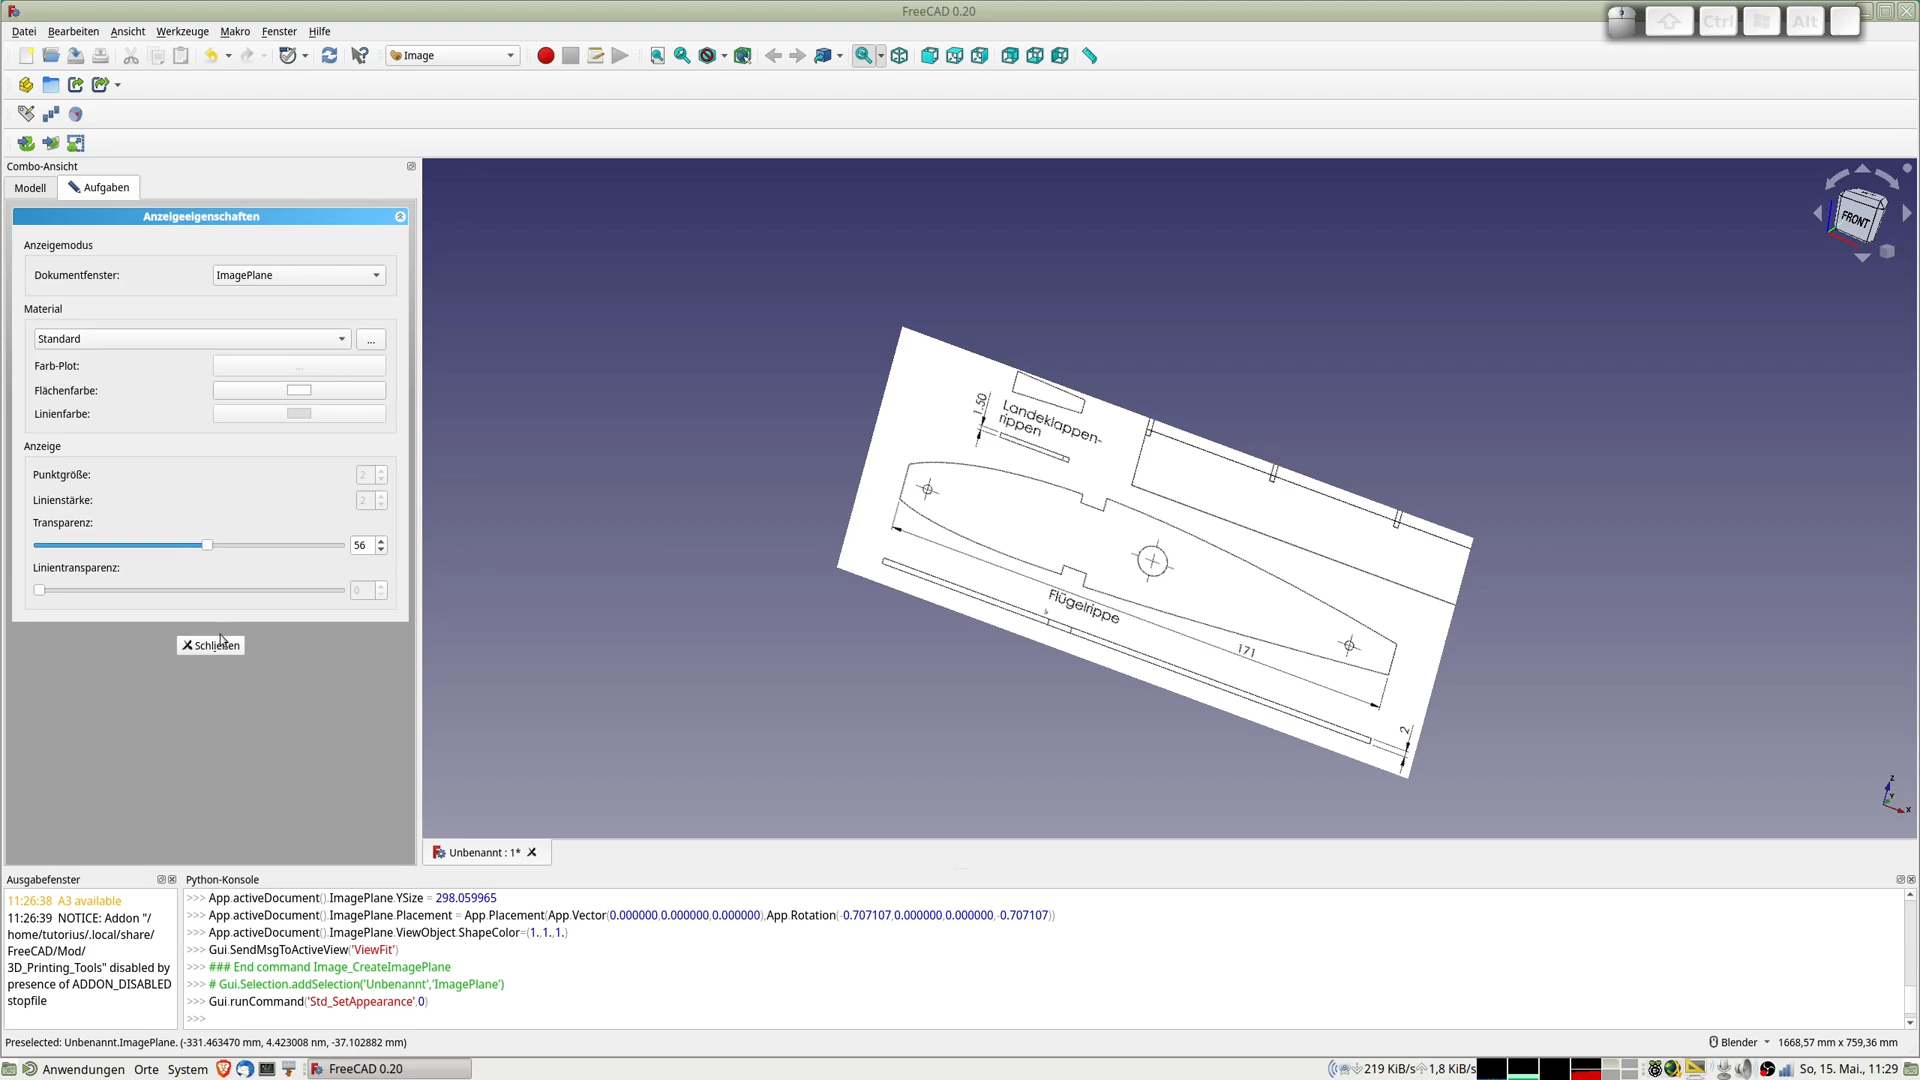 FreeCAD 0.20
Ctrl
Alt
Datei Bearbeiten Ansicht Werkzeuge Makro Fenster Hilfe
Image
Combo-Ansicht
Modell Aufgaben
Anzeigeeigenschaften
Anzeigemodus
Dokumentfenster: ImagePlane
Material
Standard ...
Farb-Plot: ...
Flächenfarbe:
Linienfarbe:
Anzeige
Punktgröße: 2
Linienstärke: 2
Transparenz:
56
Linientransparenz:
0
Schließen
FRONT
1.50
Landeklappen-
rippen
Flügelrippe
171
2
Z
Y
X
Unbenannt : 1*
Ausgabefenster
11:26:38 A3 available
11:26:39 NOTICE: Addon "/
home/tutorius/.local/share/
FreeCAD/Mod/
3D_Printing_Tools" disabled by
presence of ADDON_DISABLED
stopfile
Python-Konsole
>>> App.activeDocument().ImagePlane.YSize = 298.059965
>>> App.activeDocument().ImagePlane.Placement = App.Placement(App.Vector(0.000000,0.000000,0.000000),App.Rotation(-0.707107,0.000000,0.000000,-0.707107))
>>> App.activeDocument().ImagePlane.ViewObject.ShapeColor=(1.,1.,1.)
>>> Gui.SendMsgToActiveView('ViewFit')
>>> ### End command Image_CreateImagePlane
>>> # Gui.Selection.addSelection('Unbenannt','ImagePlane')
>>> Gui.runCommand('Std_SetAppearance',0)
>>>
Preselected: Unbenannt.ImagePlane. (-331.463470 mm, 4.423008 mm, -37.102882 mm)
Blender 1668,57 mm x 759,36 mm
Anwendungen Orte System FreeCAD 0.20
219 KiB/s 1,8 KiB/s So, 15. Mai., 11:29